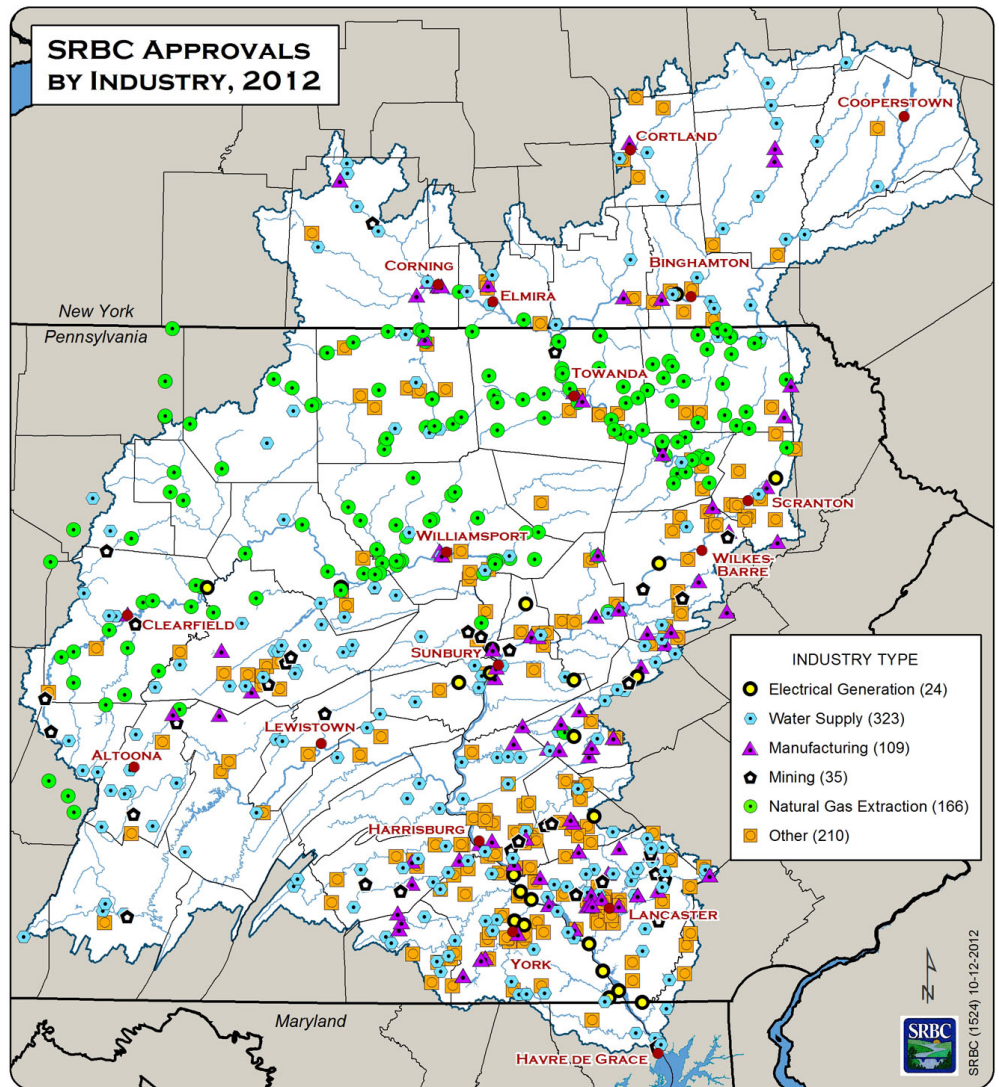 SRBC Approvals
by Industry, 2012
Cooperstown
Cortland
Binghamton
Corning
Elmira
New York
Pennsylvania
Towanda
Scranton
Williamsport
Wilkes-
Barre
Clearfield
Sunbury
Lewistown
Altoona
Harrisburg
Lancaster
York
Maryland
Havre de Grace
INDUSTRY TYPE
Electrical Generation (24)
Water Supply (323)
Manufacturing (109)
Mining (35)
Natural Gas Extraction (166)
Other (210)
N
SRBC
SRBC (1524) 10-12-2012